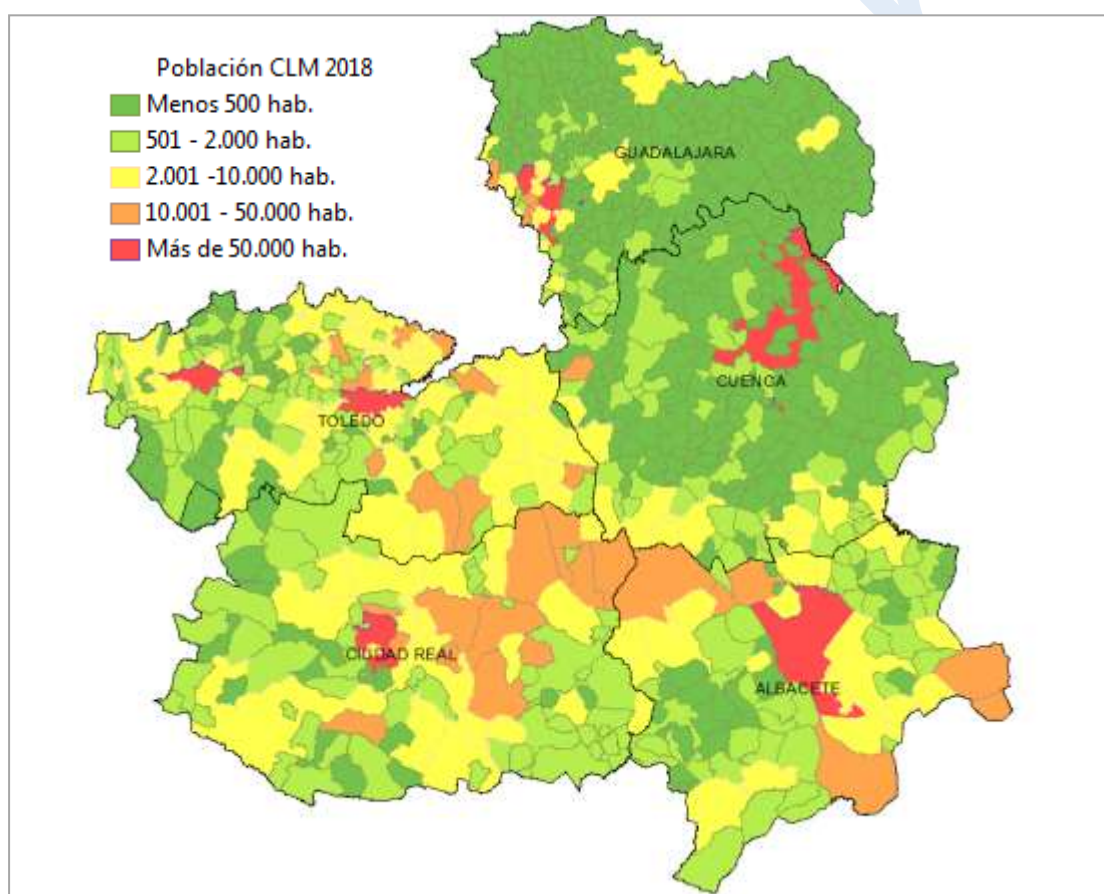 Población CLM 2018
Menos 500 hab.
501 - 2.000 hab.
2.001 -10.000 hab.
10.001 - 50.000 hab.
Más de 50.000 hab.
GUADALAJARA
CUENCA
TOLEDO
CIUDAD REAL
ALBACETE